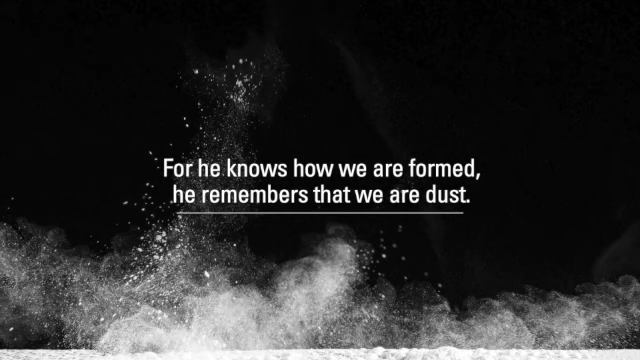 For he knows how we are formed,
he remembers that we are dust.